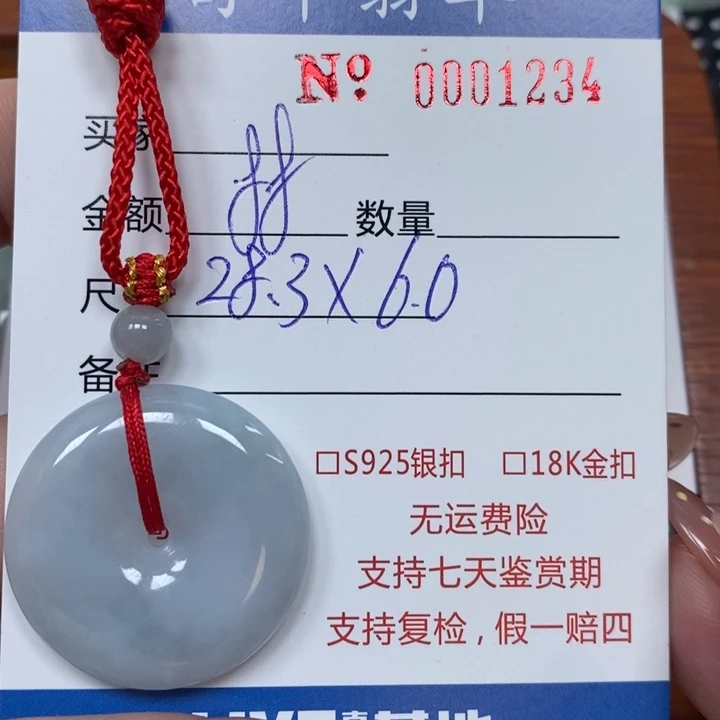 No 0001234
买家
金额 88 数量
尺 28.3X6.0
备注
□S925银扣 □18K金扣
无运费险
支持七天鉴赏期
支持复检,假一赔四